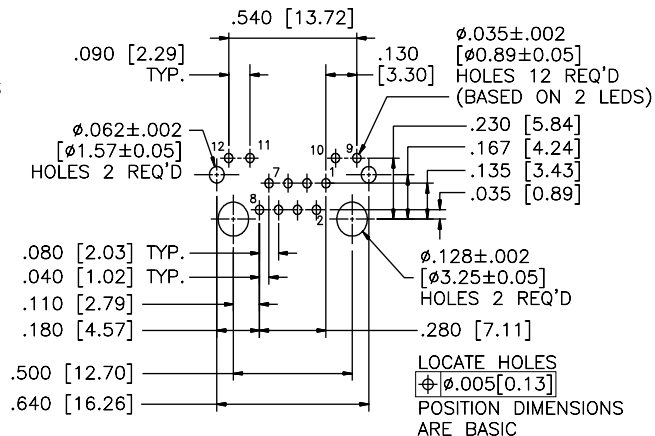 .540 [13.72]
.090 [2.29]
TYP.
.130
[3.30]
ø.035±.002
[ø0.89±0.05]
HOLES 12 REQ'D
(BASED ON 2 LEDS)
ø.062±.002
[ø1.57±0.05]
HOLES 2 REQ'D
12
11
10
9
.230 [5.84]
.167 [4.24]
.135 [3.43]
.035 [0.89]
7
1
8
2
.080 [2.03] TYP.
.040 [1.02] TYP.
.110 [2.79]
.180 [4.57]
ø.128±.002
[ø3.25±0.05]
HOLES 2 REQ'D
.280 [7.11]
.500 [12.70]
.640 [16.26]
LOCATE HOLES
⌖ ø.005[0.13]
POSITION DIMENSIONS
ARE BASIC